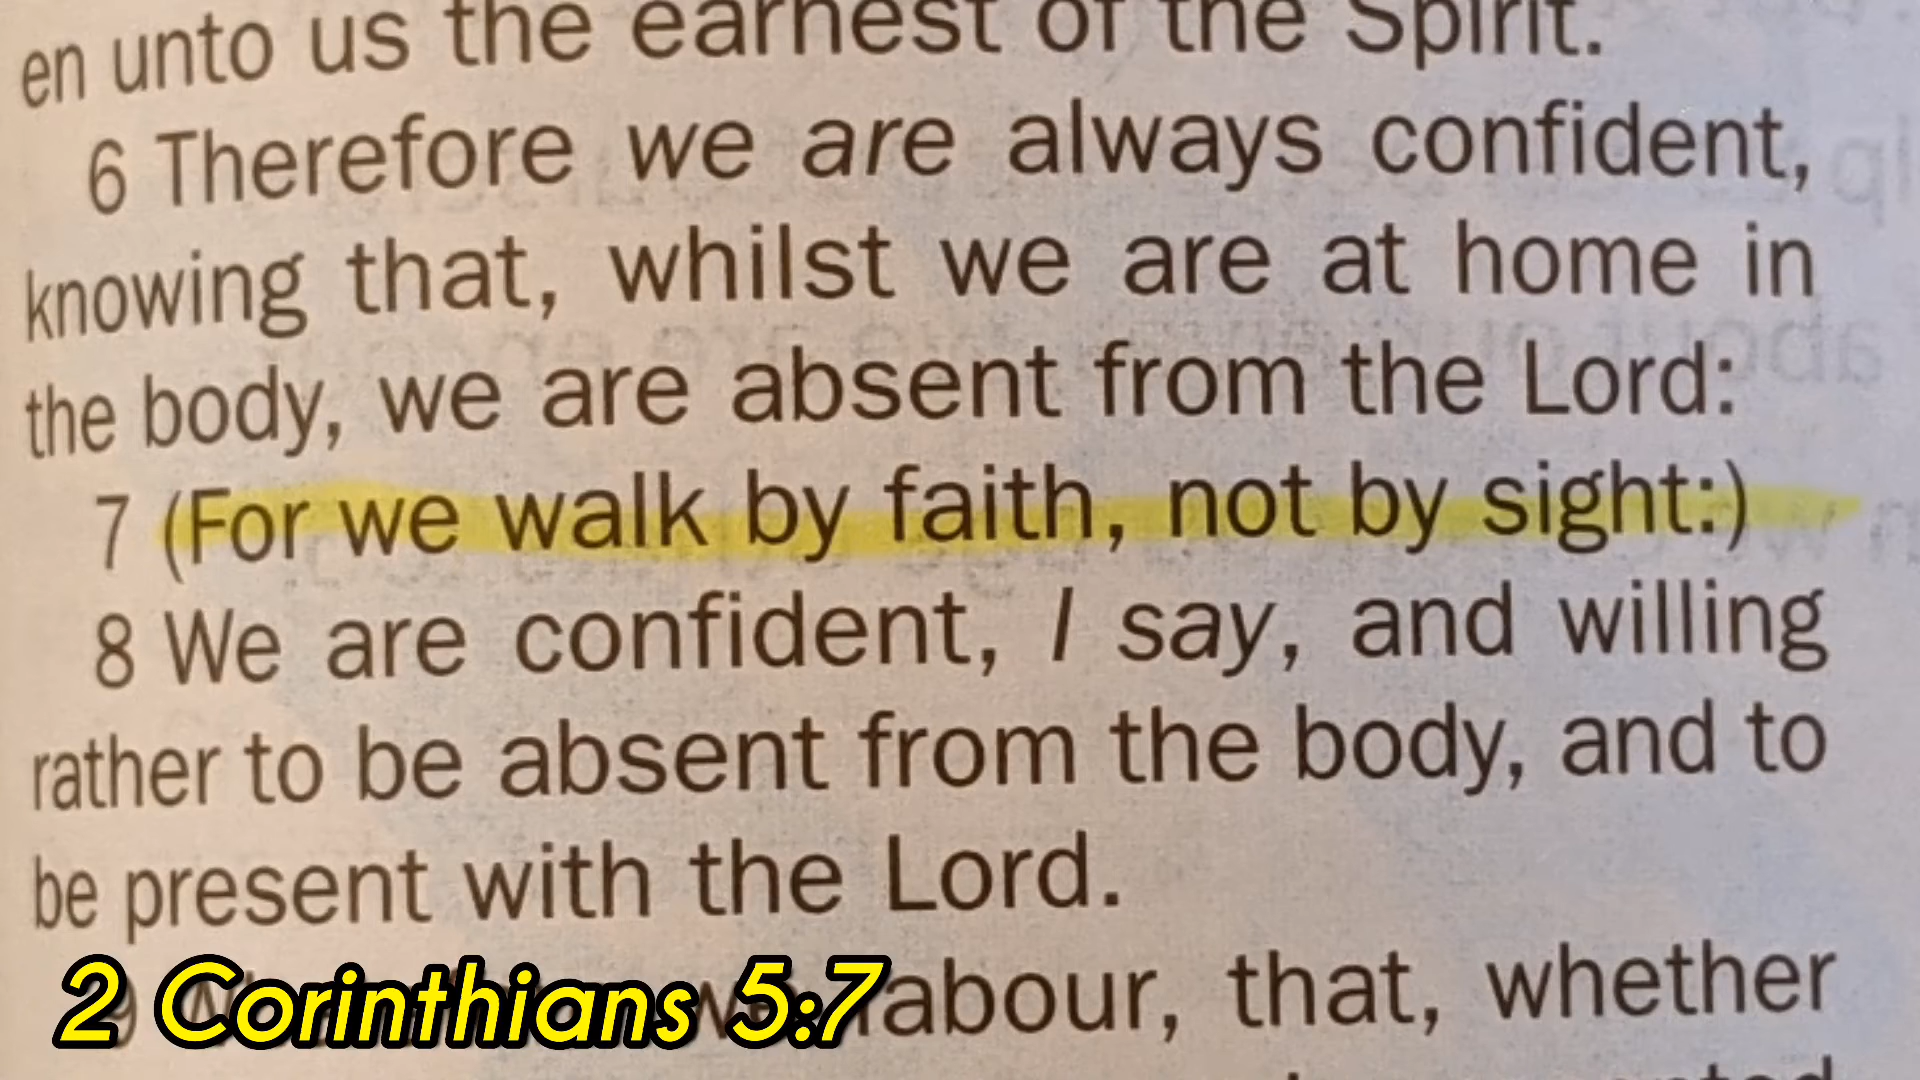 en unto us the earnest of the Spirit.
6 Therefore we are always confident,
knowing that, whilst we are at home in
the body, we are absent from the Lord:
7 (For we walk by faith, not by sight:)
8 We are confident, I say, and willing
rather to be absent from the body, and to
be present with the Lord.
labour, that, whether
2 Corinthians 5:7